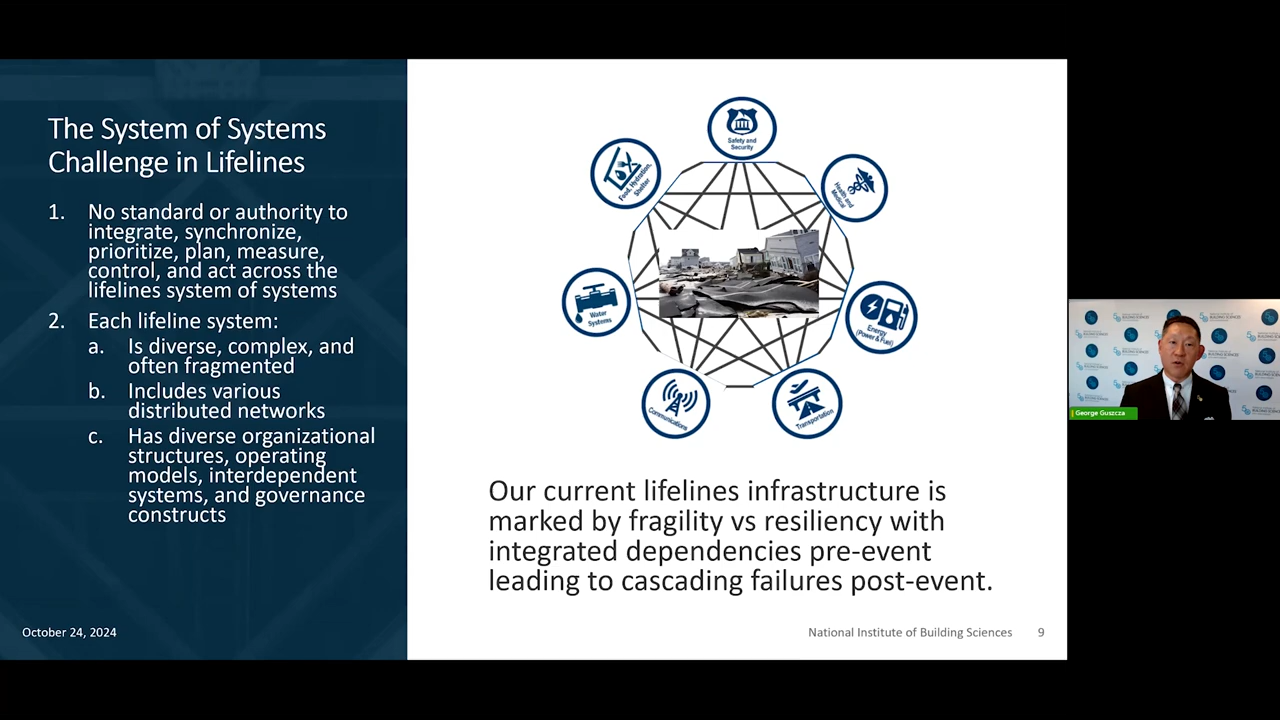 The System of Systems
Challenge in Lifelines
1. No standard or authority to
integrate, synchronize,
prioritize, plan, measure,
control, and act across the
lifelines system of systems
2. Each lifeline system:
a. Is diverse, complex, and
often fragmented
b. Includes various
distributed networks
c. Has diverse organizational
structures, operating
models, interdependent
systems, and governance
constructs
October 24, 2024
Safety and
Security
Food, Hydration,
Shelter
Health and
Medical
Water
Systems
Energy
(Power & Fuel)
Communications
Transportation
Our current lifelines infrastructure is
marked by fragility vs resiliency with
integrated dependencies pre-event
leading to cascading failures post-event.
National Institute of Building Sciences 9
George Guszcza